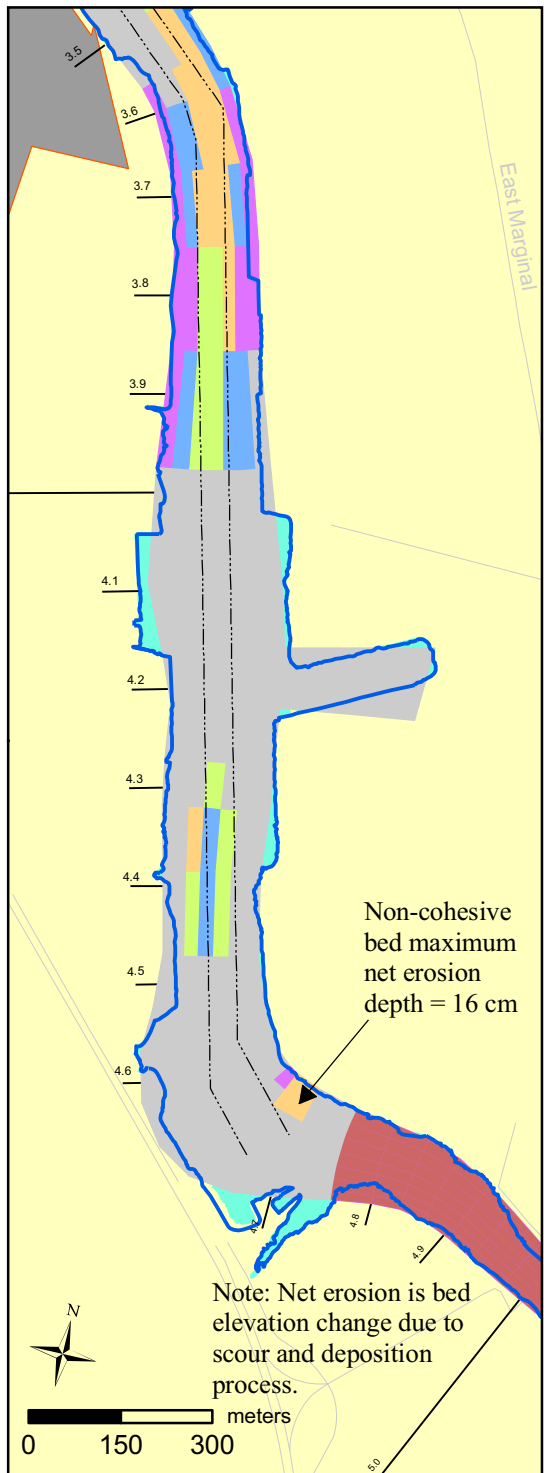 3.5
3.6
East Marginal
3.7
3.8
3.9
4.1
4.2
4.3
4.4
Non-cohesive
bed maximum
net erosion
depth = 16 cm
4.5
4.6
4.7
4.8
4.9
Note: Net erosion is bed
elevation change due to
scour and deposition
process.
N
meters
0 150 300
5.0